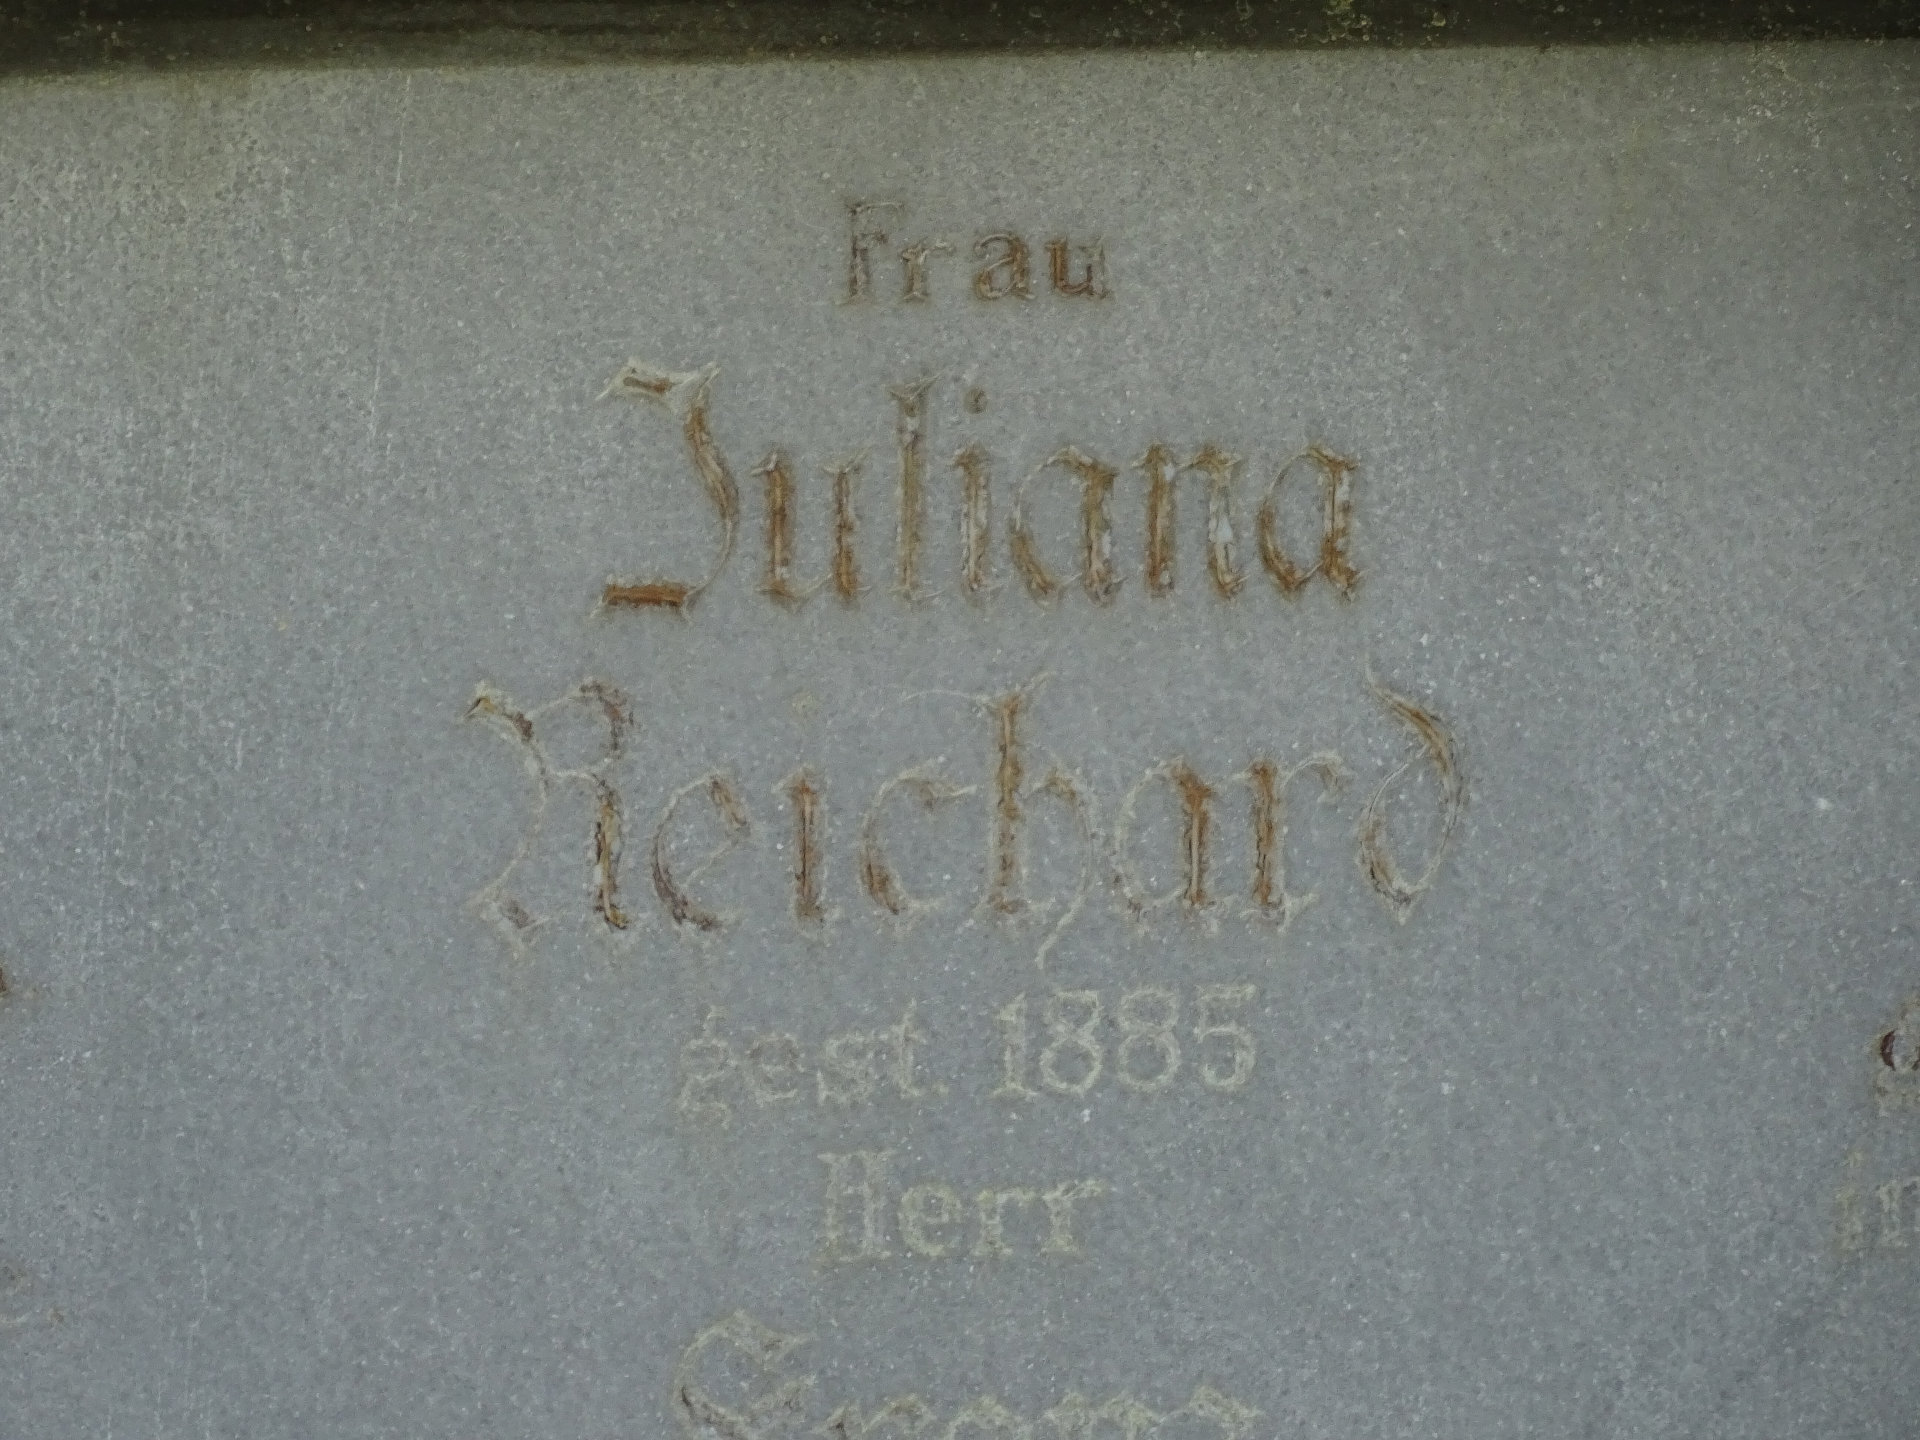 Frau
Juliana
Reichard
gest. 1885
Herr